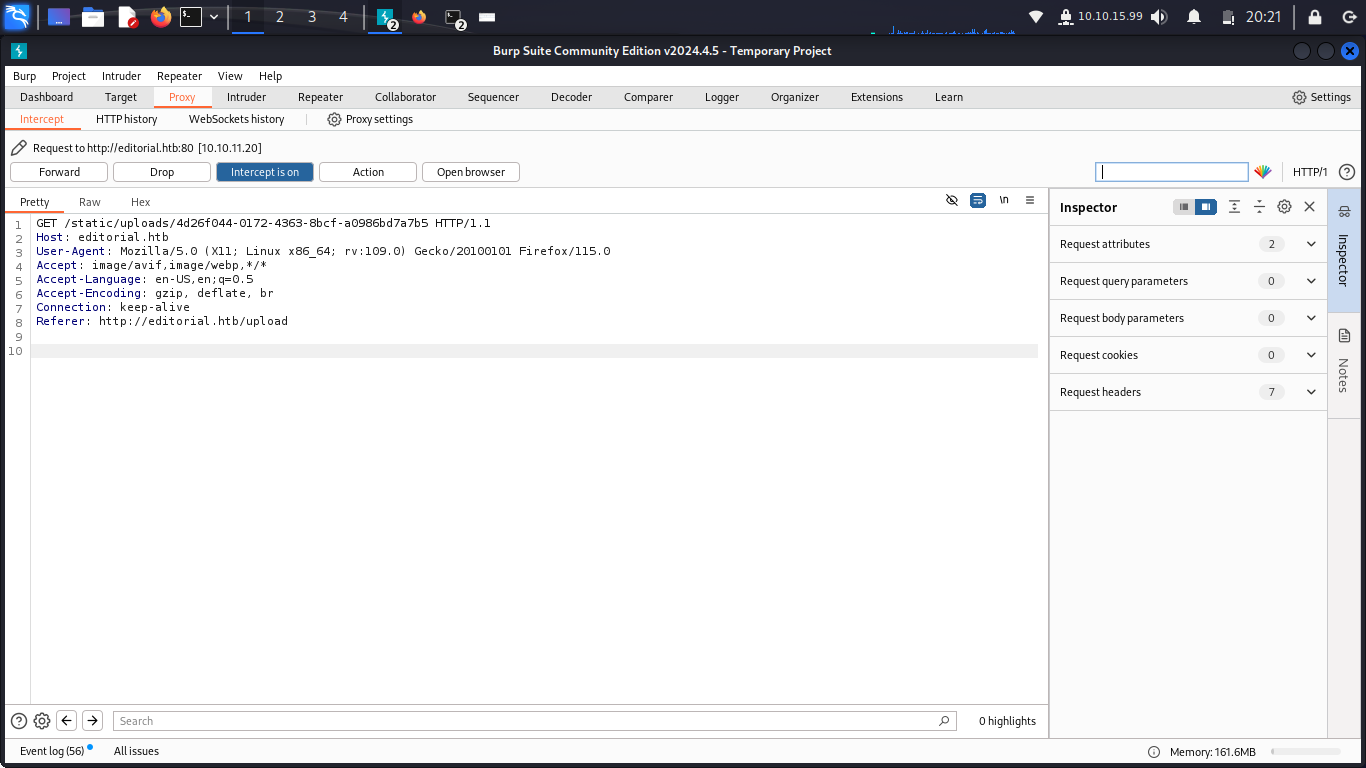 1 2 3 4 2 2 10.10.15.99 20:21
Burp Suite Community Edition v2024.4.5 - Temporary Project
Burp Project Intruder Repeater View Help
Dashboard Target Proxy Intruder Repeater Collaborator Sequencer Decoder Comparer Logger Organizer Extensions Learn Settings
Intercept HTTP history WebSockets history Proxy settings
Request to http://editorial.htb:80 [10.10.11.20]
Forward Drop Intercept is on Action Open browser HTTP/1
Pretty Raw Hex \n
1 GET /static/uploads/4d26f044-0172-4363-8bcf-a0986bd7a7b5 HTTP/1.1
2 Host: editorial.htb
3 User-Agent: Mozilla/5.0 (X11; Linux x86_64; rv:109.0) Gecko/20100101 Firefox/115.0
4 Accept: image/avif,image/webp,*/*
5 Accept-Language: en-US,en;q=0.5
6 Accept-Encoding: gzip, deflate, br
7 Connection: keep-alive
8 Referer: http://editorial.htb/upload
9
10
Inspector
Request attributes 2
Request query parameters 0
Request body parameters 0
Request cookies 0
Request headers 7
Inspector
Notes
Search 0 highlights
Event log (56) All issues Memory: 161.6MB